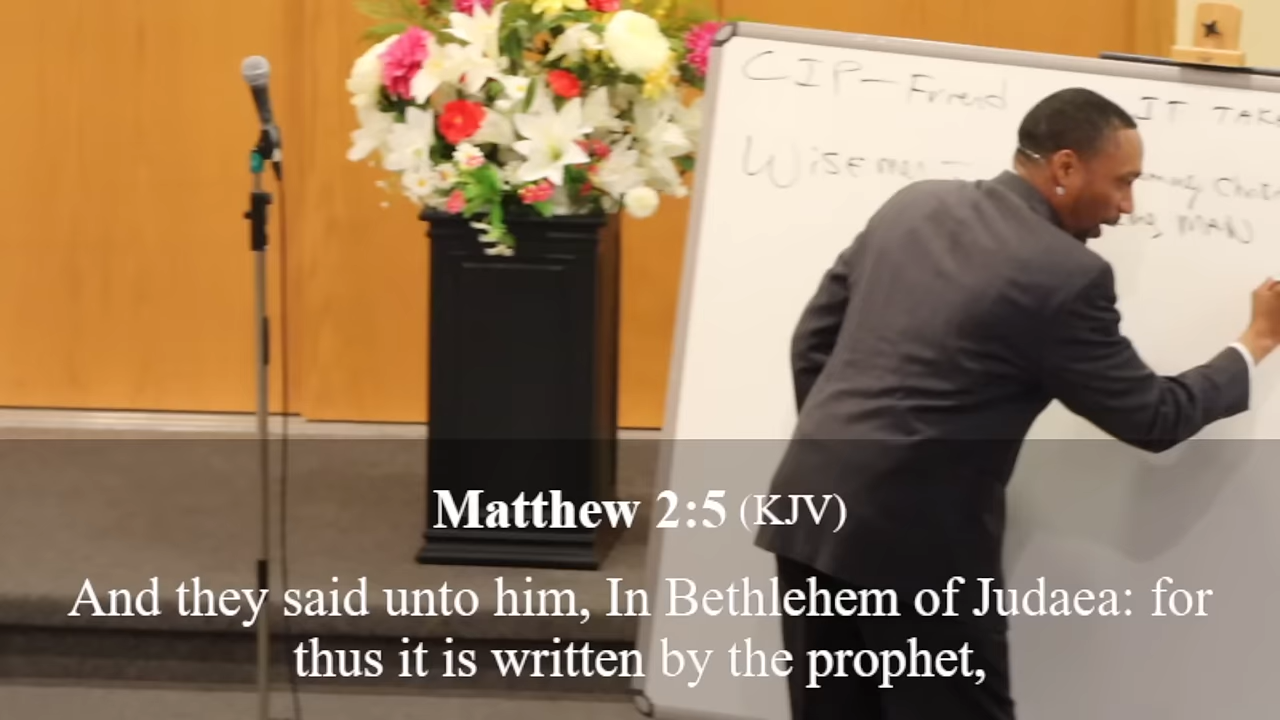 CIP-Friend IT TAK
Wise
MAN
Matthew 2:5 (KJV)
And they said unto him, In Bethlehem of Judaea: for
thus it is written by the prophet,